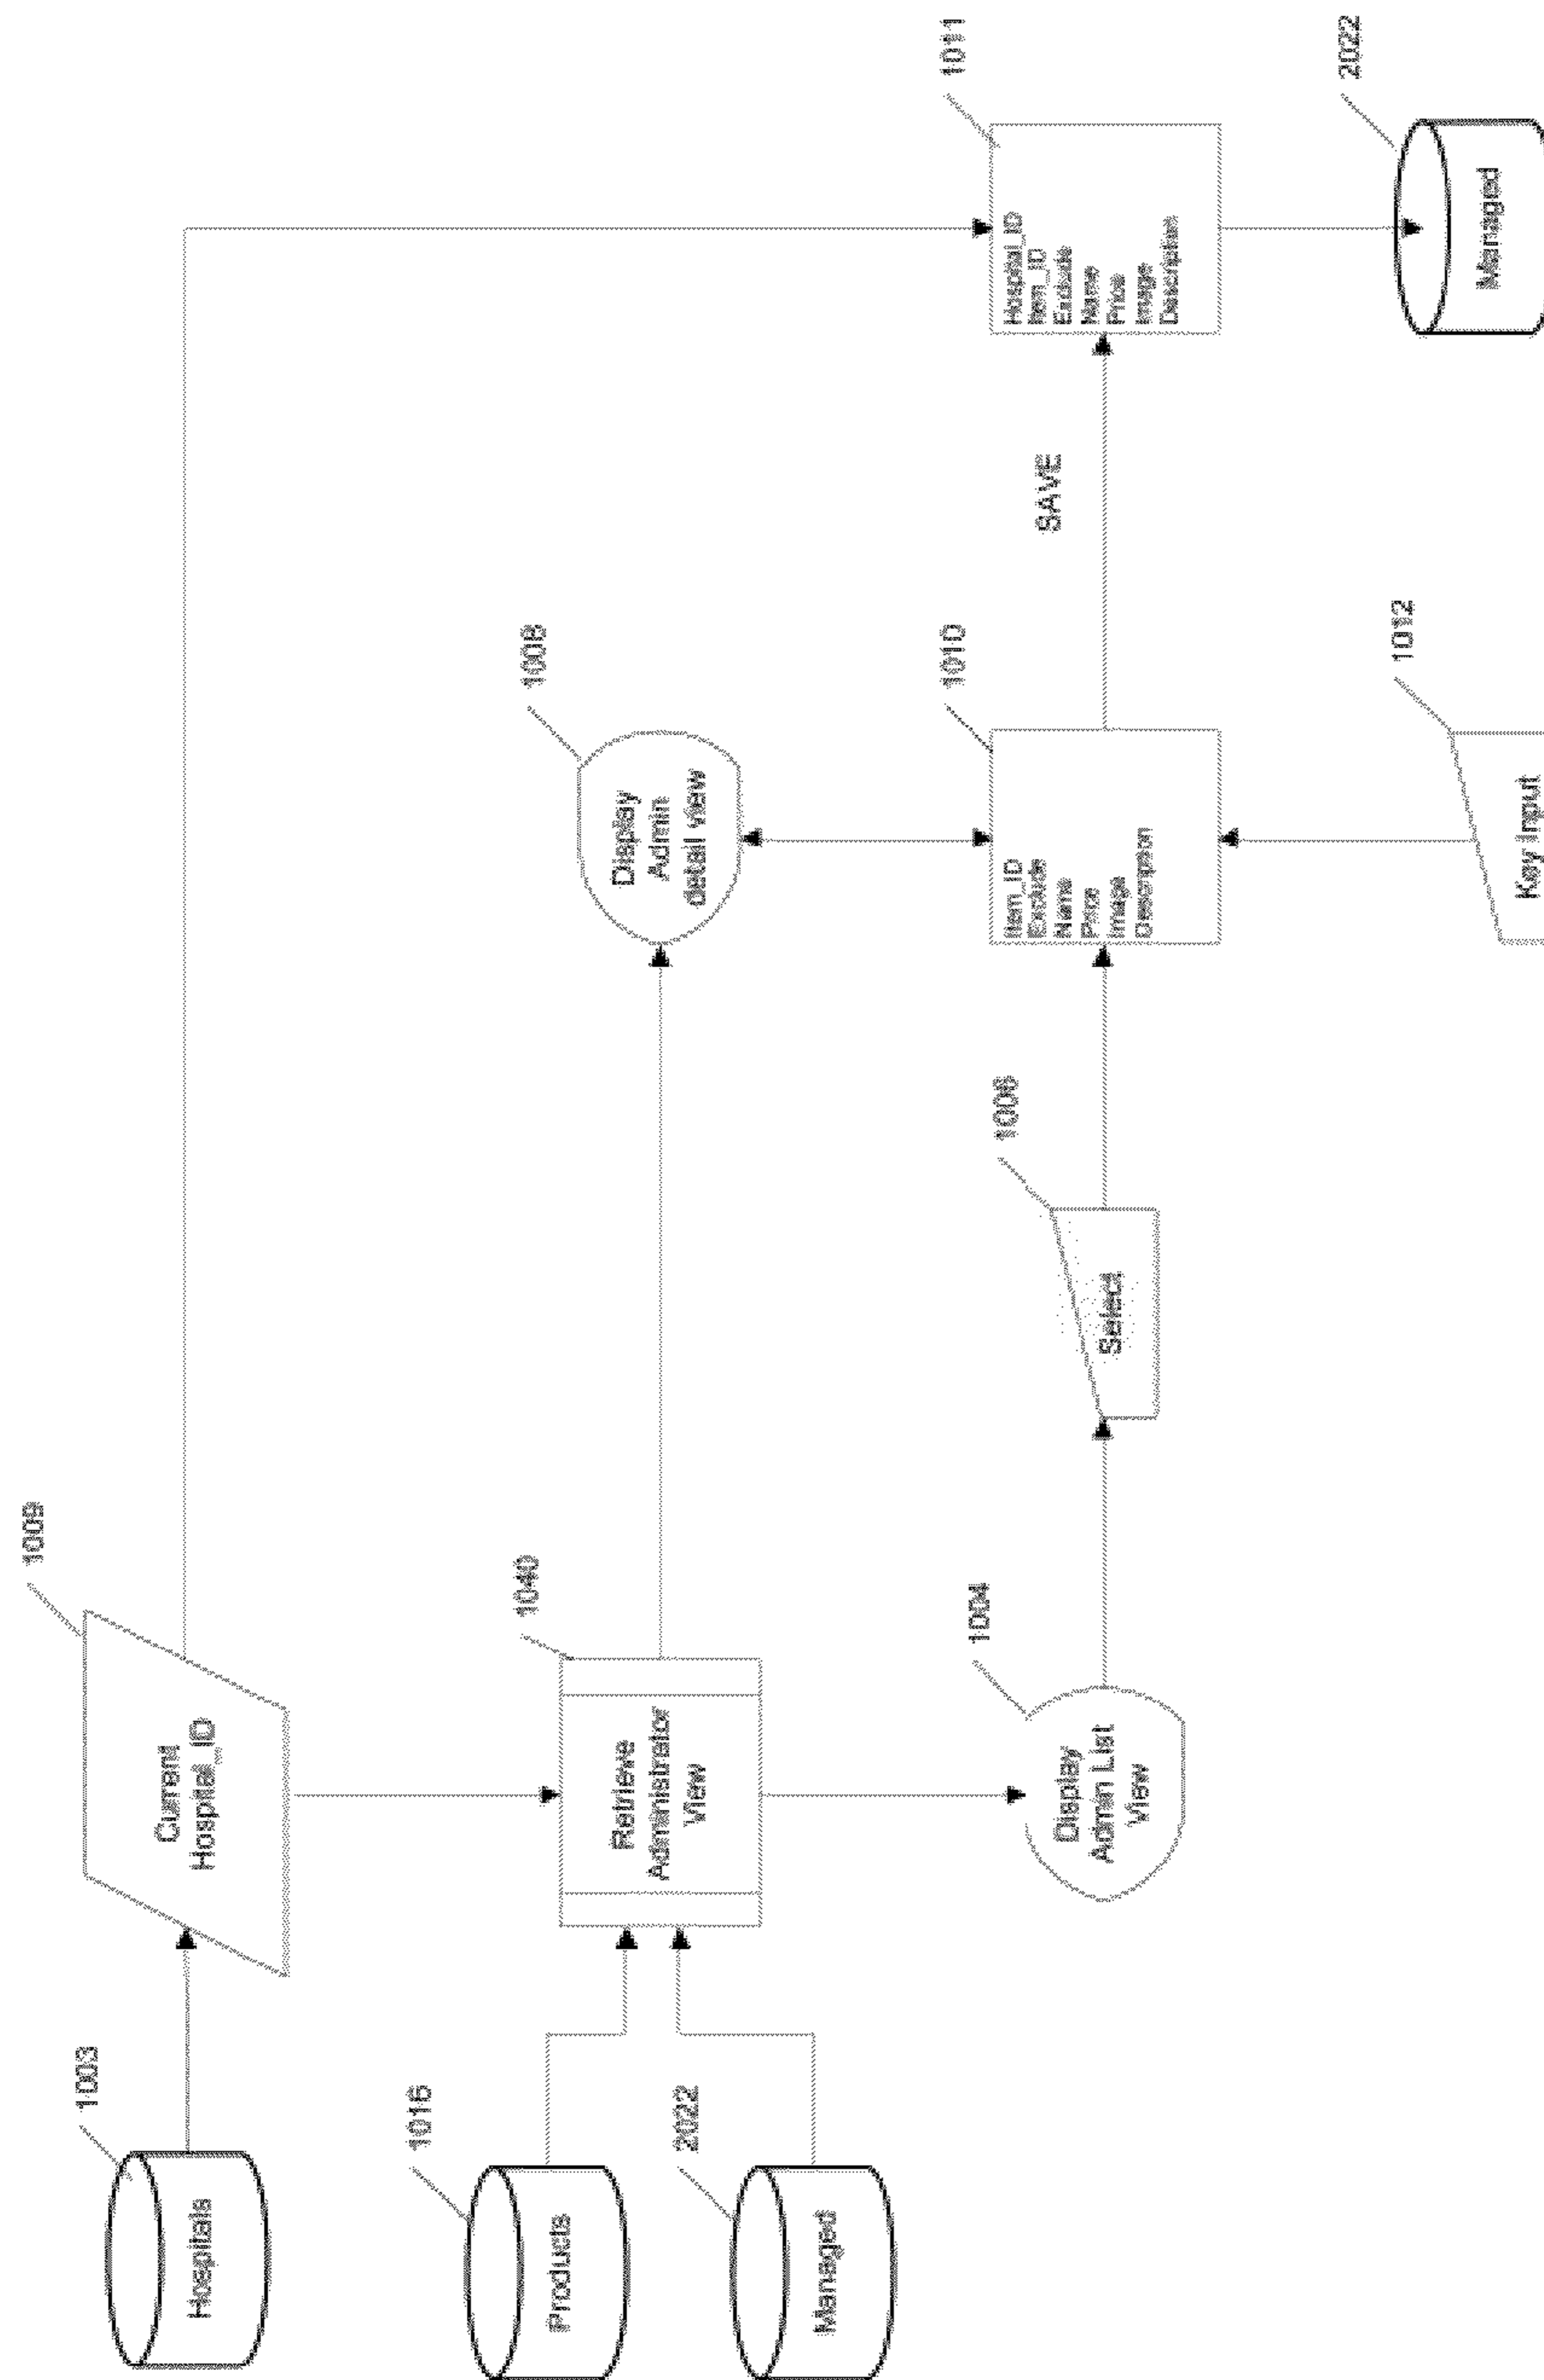 1003
Hospitals
1009
Current
Hospital_ID
1016
Products
2022
Managed
1040
Retrieve
Administrator
View
1008
Display
Admin
detail view
1004
Display
Admin List
View
1006
Select
1010
Item_ID
Exclude
Name
Price
Image
Description
SAVE
1011
Hospital_ID
Item_ID
Exclude
Name
Price
Image
Description
1012
Key Input
2022
Managed